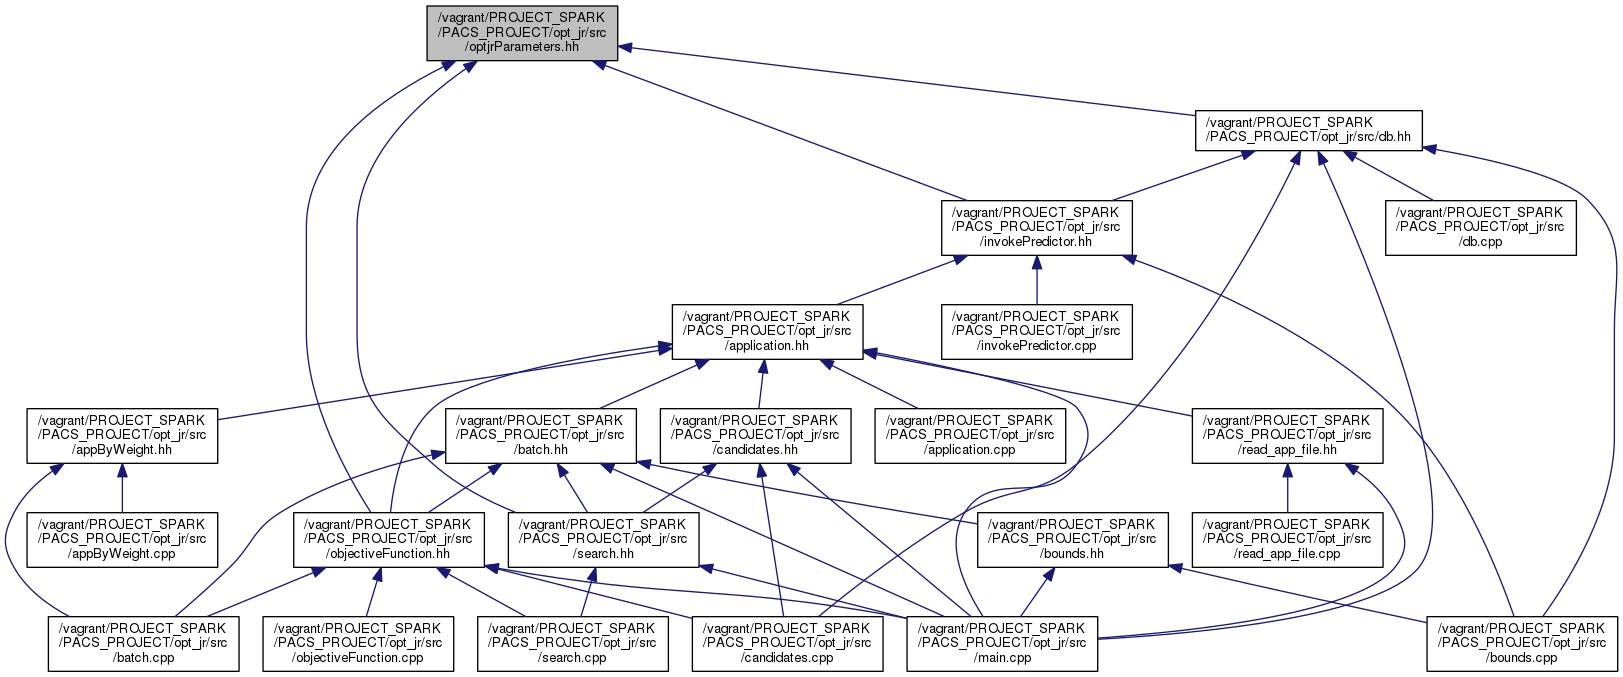 /vagrant/PROJECT_SPARK
/PACS_PROJECT/opt_jr/src
/optjrParameters.hh
/vagrant/PROJECT_SPARK
/PACS_PROJECT/opt_jr/src/db.hh
/vagrant/PROJECT_SPARK
/PACS_PROJECT/opt_jr/src
/invokePredictor.hh
/vagrant/PROJECT_SPARK
/PACS_PROJECT/opt_jr/src
/db.cpp
/vagrant/PROJECT_SPARK
/PACS_PROJECT/opt_jr/src
/application.hh
/vagrant/PROJECT_SPARK
/PACS_PROJECT/opt_jr/src
/invokePredictor.cpp
/vagrant/PROJECT_SPARK
/PACS_PROJECT/opt_jr/src
/appByWeight.hh
/vagrant/PROJECT_SPARK
/PACS_PROJECT/opt_jr/src
/batch.hh
/vagrant/PROJECT_SPARK
/PACS_PROJECT/opt_jr/src
/candidates.hh
/vagrant/PROJECT_SPARK
/PACS_PROJECT/opt_jr/src
/application.cpp
/vagrant/PROJECT_SPARK
/PACS_PROJECT/opt_jr/src
/read_app_file.hh
/vagrant/PROJECT_SPARK
/PACS_PROJECT/opt_jr/src
/appByWeight.cpp
/vagrant/PROJECT_SPARK
/PACS_PROJECT/opt_jr/src
/objectiveFunction.hh
/vagrant/PROJECT_SPARK
/PACS_PROJECT/opt_jr/src
/search.hh
/vagrant/PROJECT_SPARK
/PACS_PROJECT/opt_jr/src
/bounds.hh
/vagrant/PROJECT_SPARK
/PACS_PROJECT/opt_jr/src
/read_app_file.cpp
/vagrant/PROJECT_SPARK
/PACS_PROJECT/opt_jr/src
/batch.cpp
/vagrant/PROJECT_SPARK
/PACS_PROJECT/opt_jr/src
/objectiveFunction.cpp
/vagrant/PROJECT_SPARK
/PACS_PROJECT/opt_jr/src
/search.cpp
/vagrant/PROJECT_SPARK
/PACS_PROJECT/opt_jr/src
/candidates.cpp
/vagrant/PROJECT_SPARK
/PACS_PROJECT/opt_jr/src
/main.cpp
/vagrant/PROJECT_SPARK
/PACS_PROJECT/opt_jr/src
/bounds.cpp